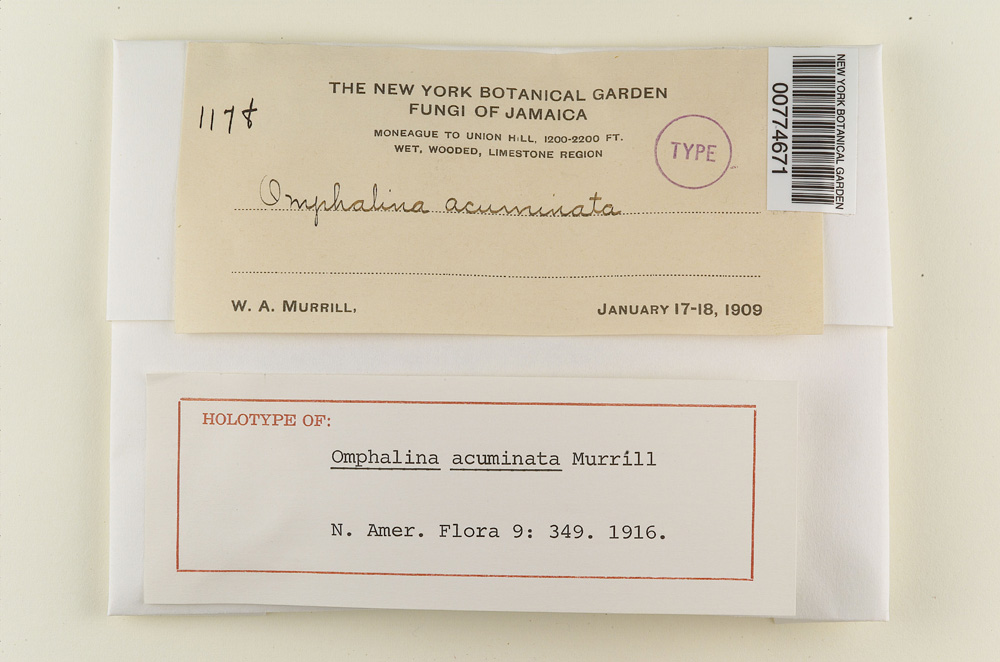 1178
THE NEW YORK BOTANICAL GARDEN
FUNGI OF JAMAICA
MONEAGUE TO UNION HILL, 1200-2200 FT.
WET, WOODED, LIMESTONE REGION
TYPE
NEW YORK BOTANICAL GARDEN
00774671
Omphalina acuminata
W. A. MURRILL, JANUARY 17-18, 1909
HOLOTYPE OF:
Omphalina acuminata Murrill
N. Amer. Flora 9: 349. 1916.